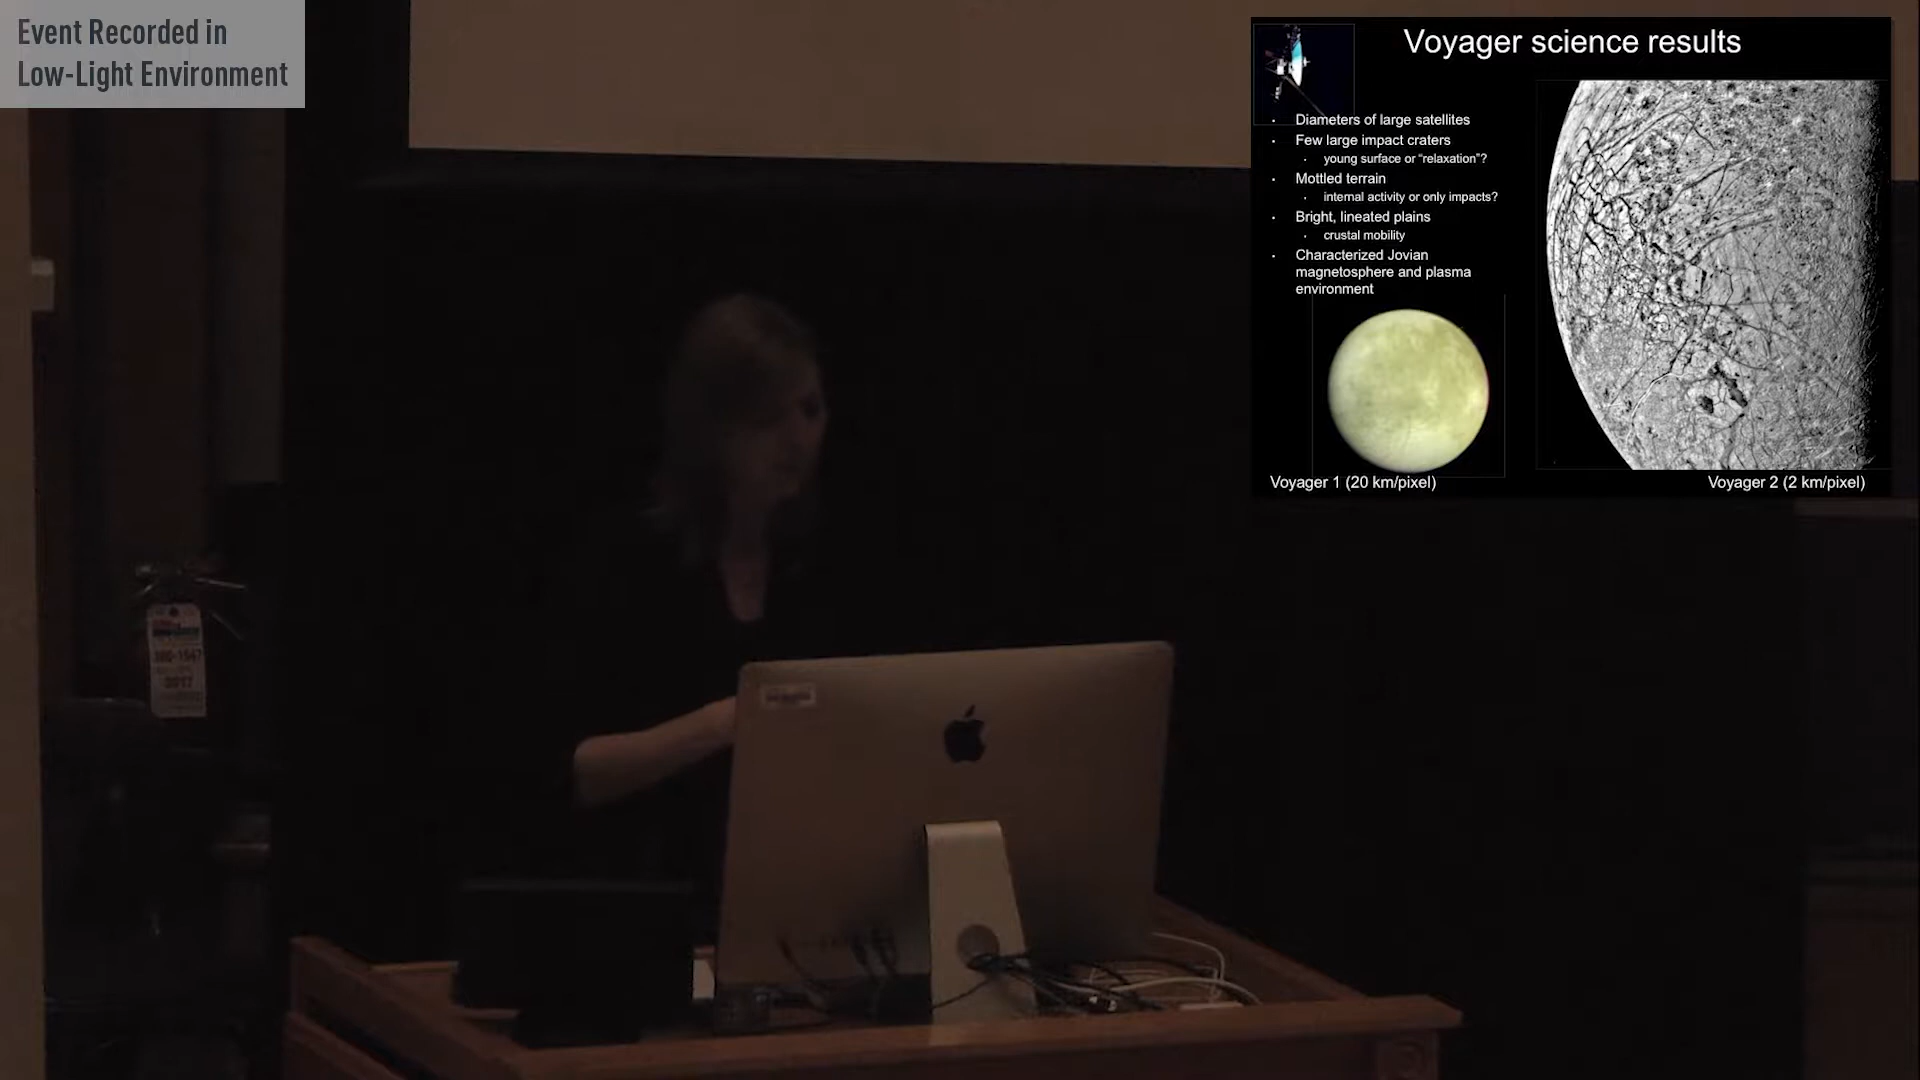 Event Recorded in
Low-Light Environment
Voyager science results
Diameters of large satellites
Few large impact craters
young surface or “relaxation”?
Mottled terrain
internal activity or only impacts?
Bright, lineated plains
crustal mobility
Characterized Jovian
magnetosphere and plasma
environment
Voyager 1 (20 km/pixel)
Voyager 2 (2 km/pixel)
2017